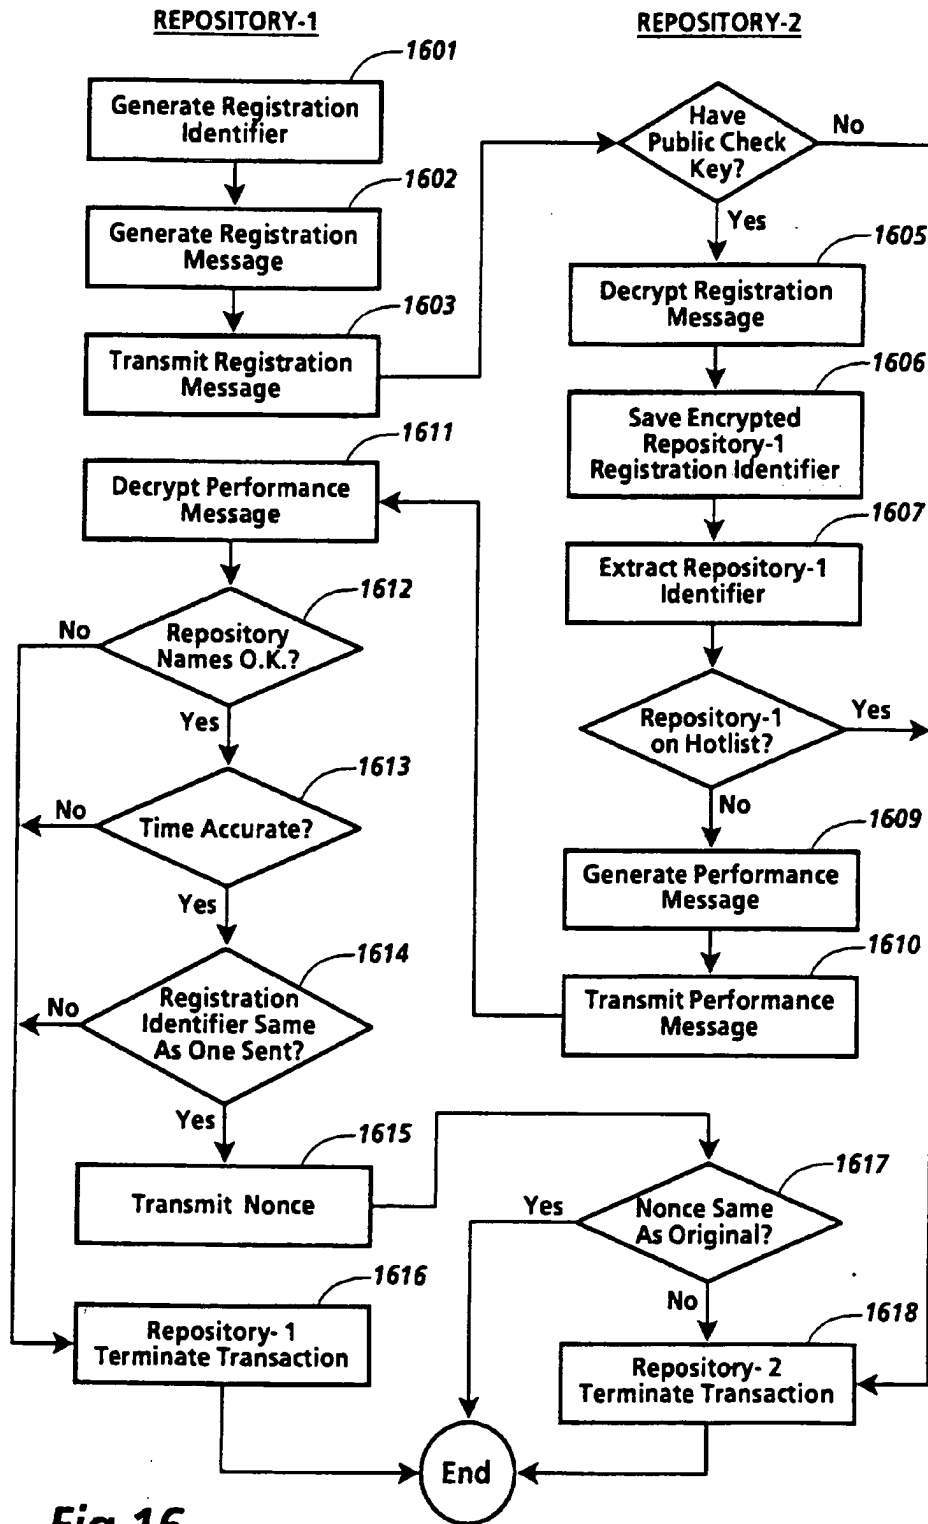 REPOSITORY-1
1601
Generate Registration
Identifier
1602
Generate Registration
Message
1603
Transmit Registration
Message
1611
Decrypt Performance
Message
1612
Repository
Names O.K.?
No
Yes
1613
Time Accurate?
No
Yes
1614
Registration
Identifier Same
As One Sent?
No
Yes
1615
Transmit Nonce
1616
Repository- 1
Terminate Transaction
REPOSITORY-2
Have
Public Check
Key?
No
Yes
1605
Decrypt Registration
Message
1606
Save Encrypted
Repository-1
Registration Identifier
1607
Extract Repository-1
Identifier
Repository-1
on Hotlist?
Yes
No
1609
Generate Performance
Message
1610
Transmit Performance
Message
1617
Nonce Same
As Original?
Yes
No
1618
Repository- 2
Terminate Transaction
End
Fig.16